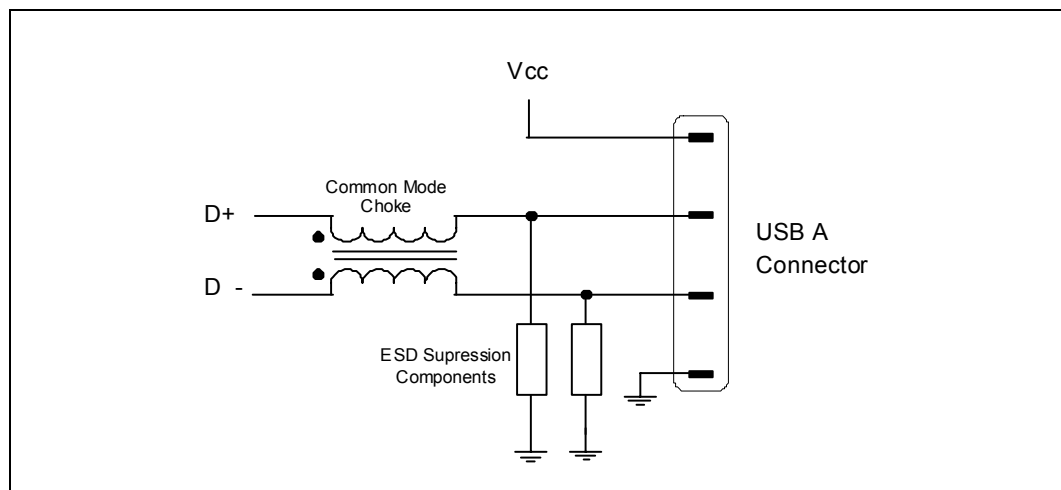 Vcc
Common Mode
Choke
D+
D -
USB A
Connector
ESD Supression
Components